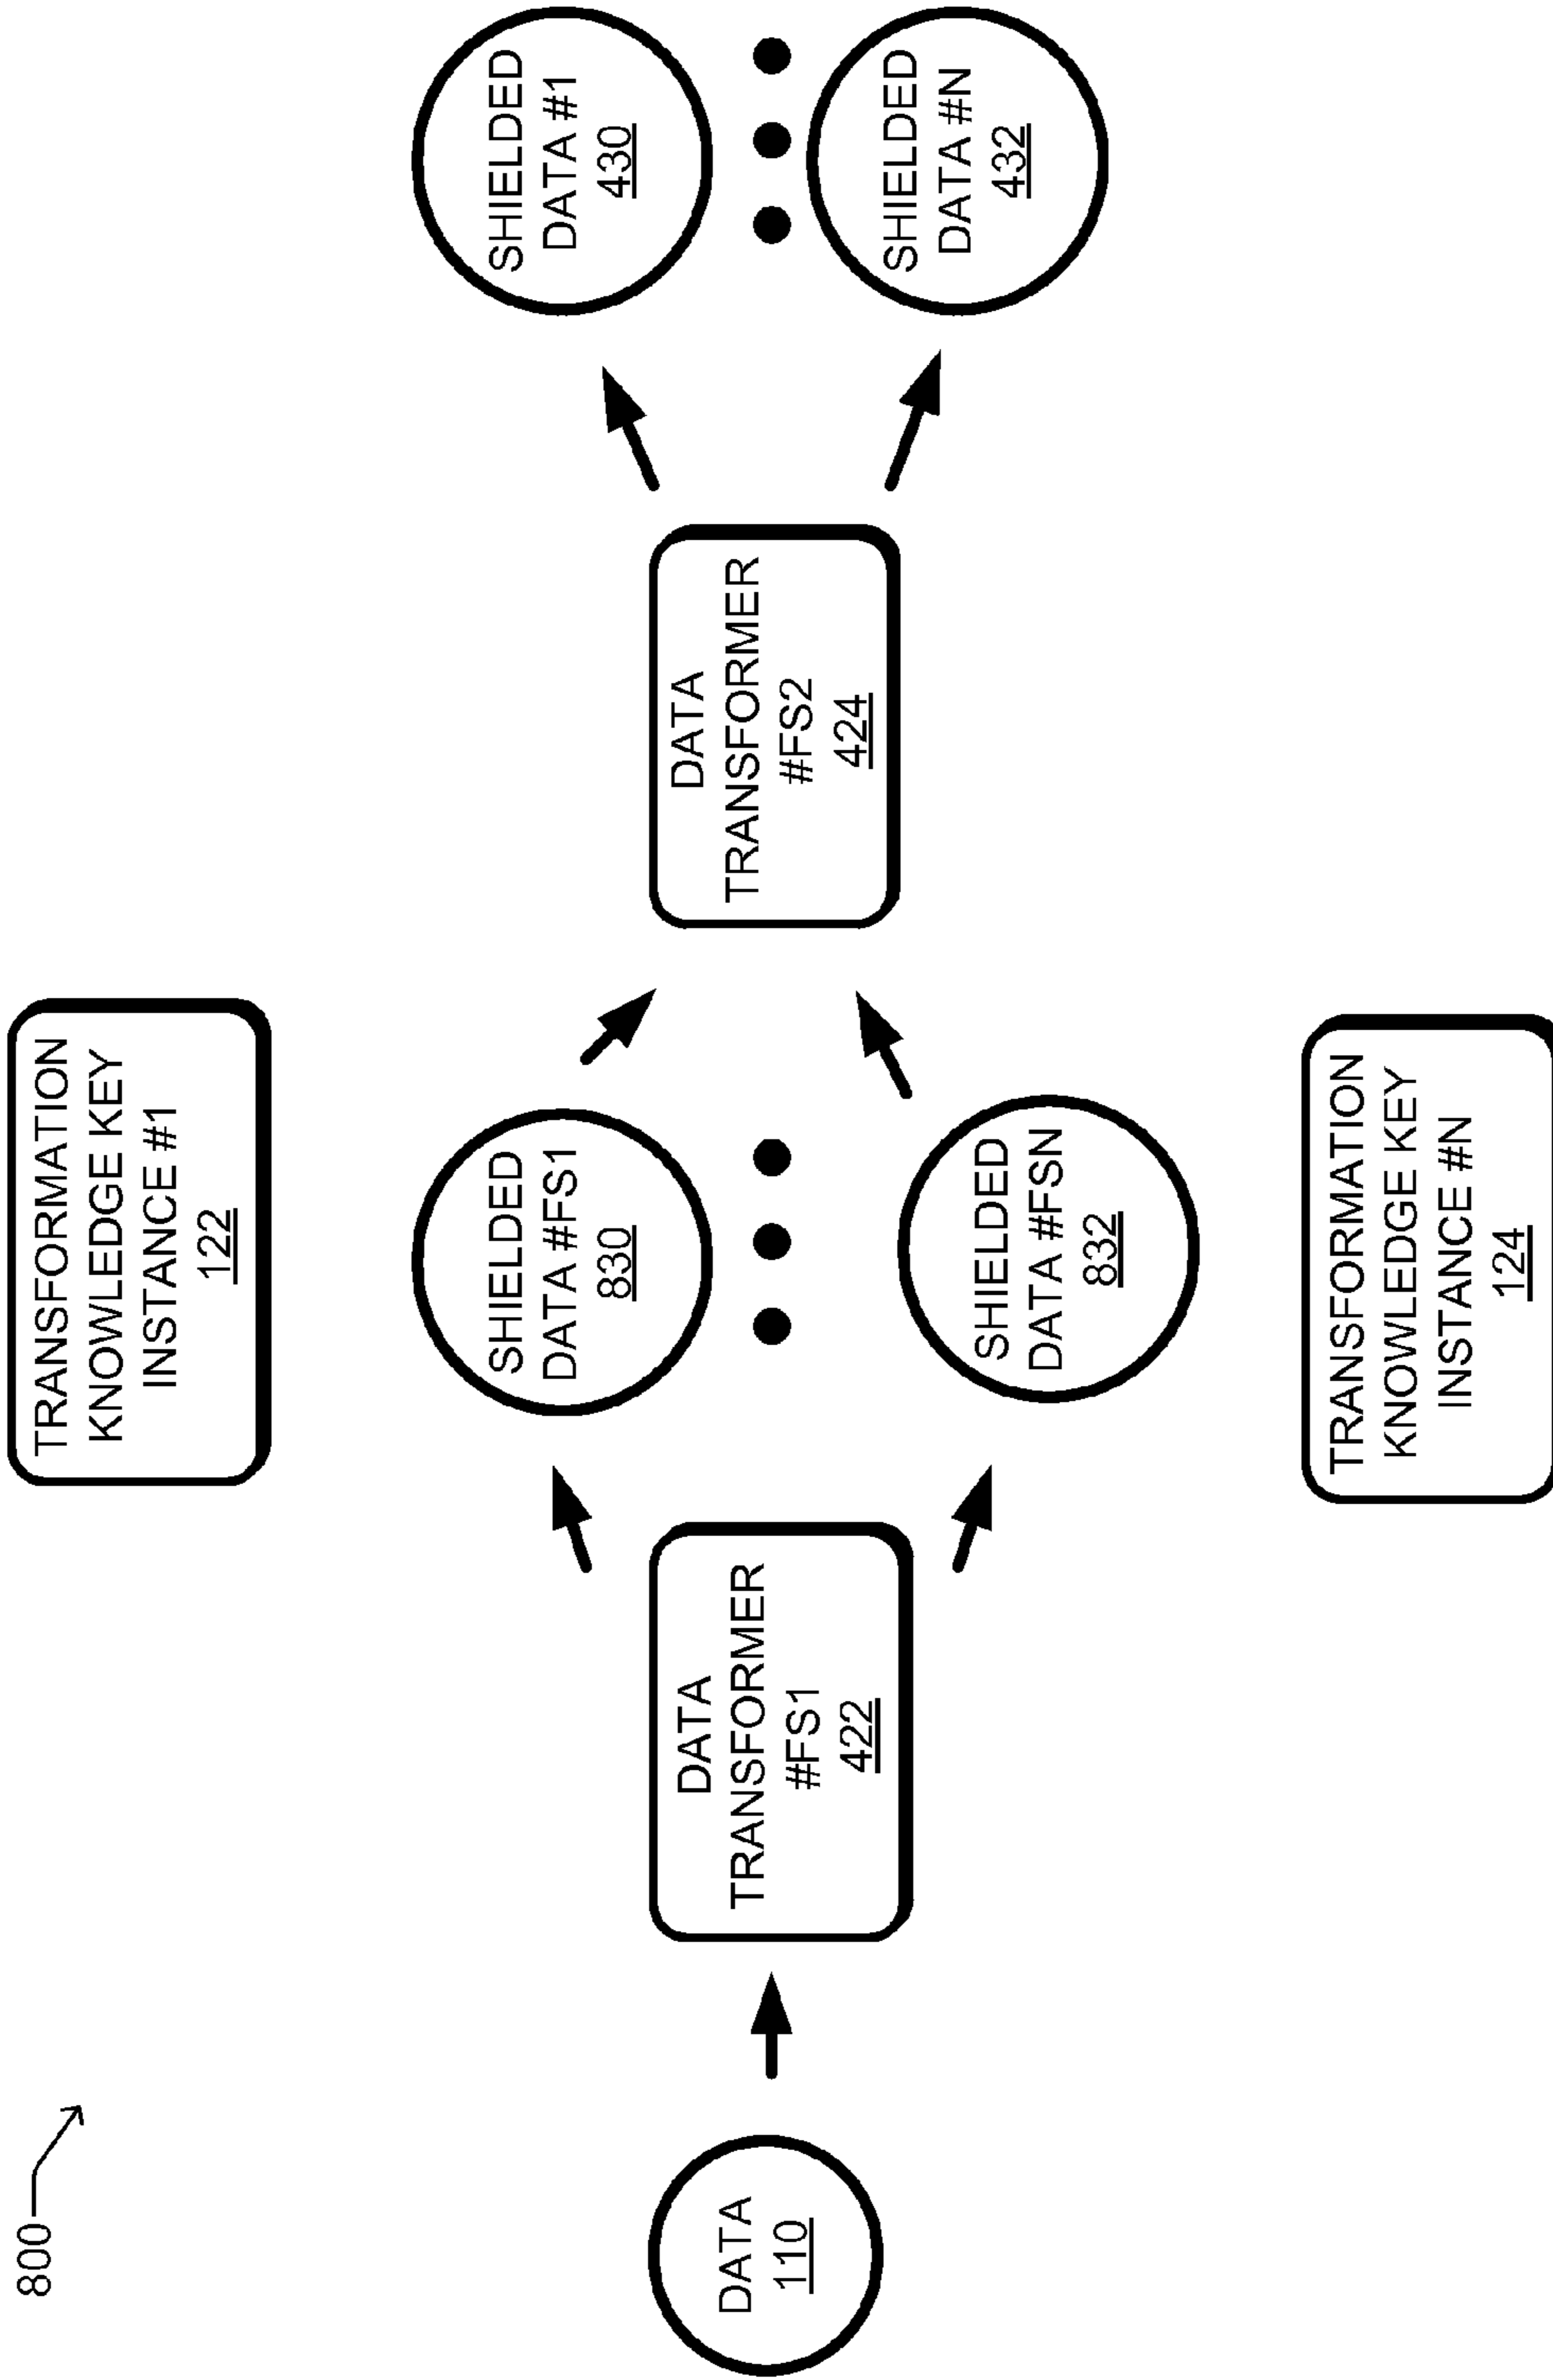 800
TRANSFORMATION
KNOWLEDGE KEY
INSTANCE #1
122
DATA
110
DATA
TRANSFORMER
#FS1
422
SHIELDED
DATA #FS1
830
SHIELDED
DATA #FSN
832
DATA
TRANSFORMER
#FS2
424
SHIELDED
DATA #1
430
SHIELDED
DATA #N
432
TRANSFORMATION
KNOWLEDGE KEY
INSTANCE #N
124